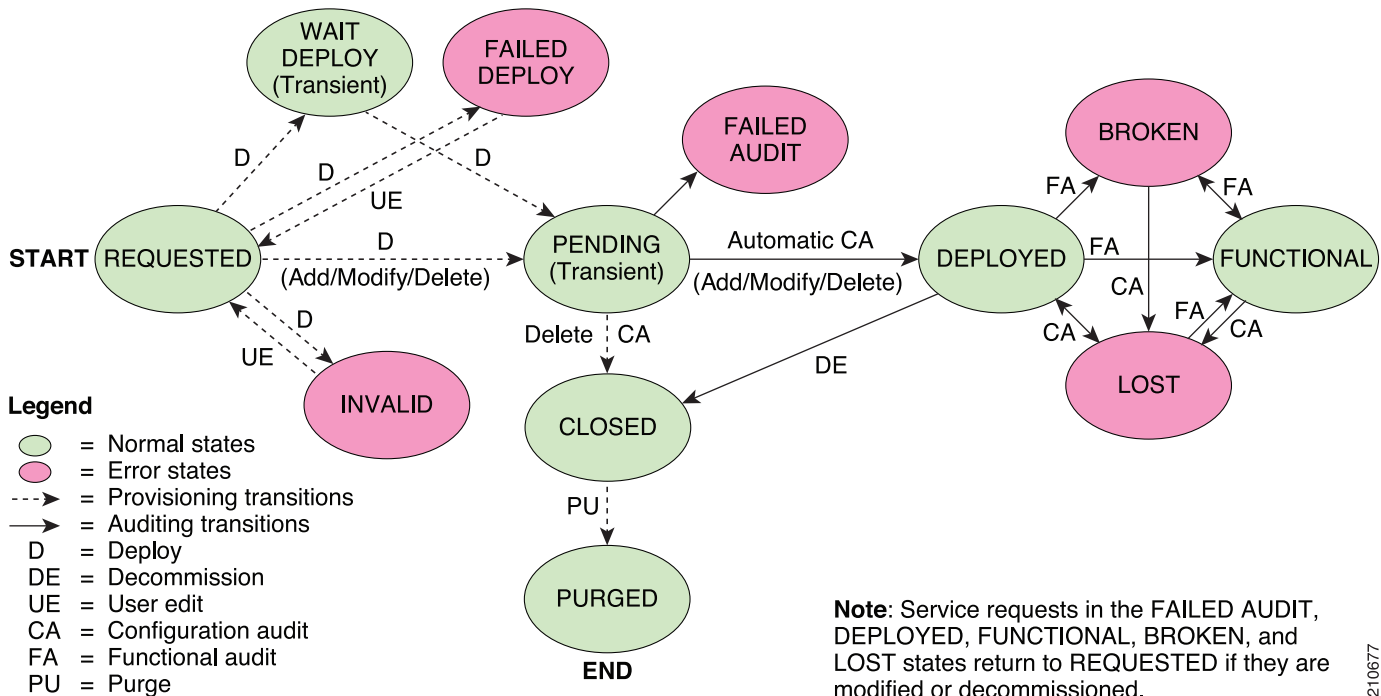 WAIT
DEPLOY
(Transient)
FAILED
DEPLOY
FAILED
AUDIT
BROKEN
D
D
D
UE
FA
FA
START
REQUESTED
D
(Add/Modify/Delete)
PENDING
(Transient)
Automatic CA
(Add/Modify/Delete)
DEPLOYED
FA
FUNCTIONAL
CA
FA
CA
CA
D
UE
Delete
CA
DE
INVALID
LOST
CLOSED
PU
PURGED
END
Legend
= Normal states
= Error states
= Provisioning transitions
= Auditing transitions
D = Deploy
DE = Decommission
UE = User edit
CA = Configuration audit
FA = Functional audit
PU = Purge
Note: Service requests in the FAILED AUDIT,
DEPLOYED, FUNCTIONAL, BROKEN, and
LOST states return to REQUESTED if they are
modified or decommissioned.
210677